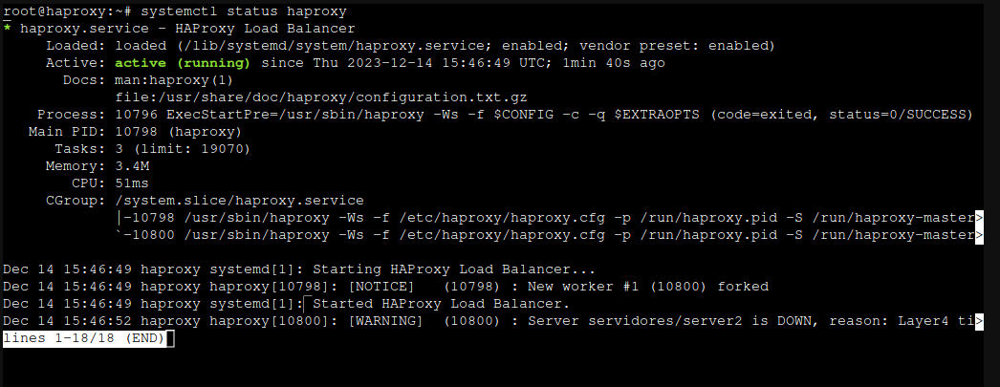 root@haproxy:~# systemctl status haproxy
* haproxy.service - HAProxy Load Balancer
     Loaded: loaded (/lib/systemd/system/haproxy.service; enabled; vendor preset: enabled)
     Active: active (running) since Thu 2023-12-14 15:46:49 UTC; 1min 40s ago
       Docs: man:haproxy(1)
             file:/usr/share/doc/haproxy/configuration.txt.gz
    Process: 10796 ExecStartPre=/usr/sbin/haproxy -Ws -f $CONFIG -c -q $EXTRAOPTS (code=exited, status=0/SUCCESS)
   Main PID: 10798 (haproxy)
      Tasks: 3 (limit: 19070)
     Memory: 3.4M
        CPU: 51ms
     CGroup: /system.slice/haproxy.service
             |-10798 /usr/sbin/haproxy -Ws -f /etc/haproxy/haproxy.cfg -p /run/haproxy.pid -S /run/haproxy-master>
             `-10800 /usr/sbin/haproxy -Ws -f /etc/haproxy/haproxy.cfg -p /run/haproxy.pid -S /run/haproxy-master>

Dec 14 15:46:49 haproxy systemd[1]: Starting HAProxy Load Balancer...
Dec 14 15:46:49 haproxy haproxy[10798]: [NOTICE]   (10798) : New worker #1 (10800) forked
Dec 14 15:46:49 haproxy systemd[1]: Started HAProxy Load Balancer.
Dec 14 15:46:52 haproxy haproxy[10800]: [WARNING]  (10800) : Server servidores/server2 is DOWN, reason: Layer4 ti>
lines 1-18/18 (END)